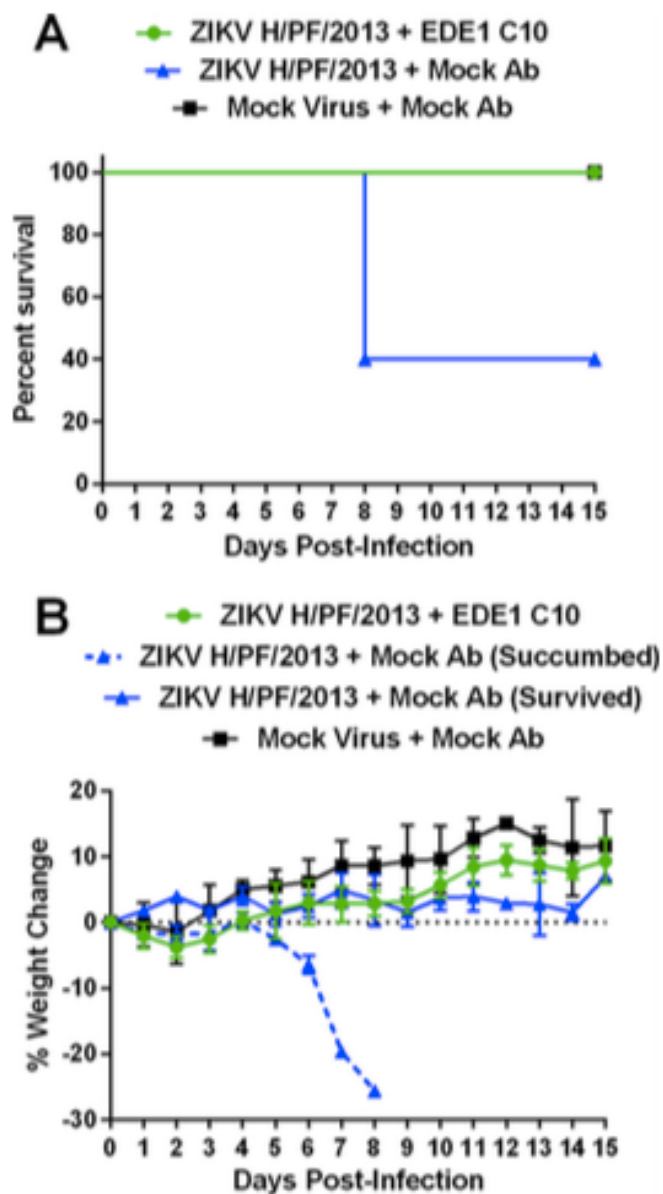 A
ZIKV H/PF/2013 + EDE1 C10
ZIKV H/PF/2013 + Mock Ab
Mock Virus + Mock Ab
Percent survival
100
80
60
40
20
0
0 1 2 3 4 5 6 7 8 9 10 11 12 13 14 15
Days Post-Infection
B
ZIKV H/PF/2013 + EDE1 C10
ZIKV H/PF/2013 + Mock Ab (Succumbed)
ZIKV H/PF/2013 + Mock Ab (Survived)
Mock Virus + Mock Ab
% Weight Change
20
10
0
-10
-20
-30
0 1 2 3 4 5 6 7 8 9 10 11 12 13 14 15
Days Post-Infection